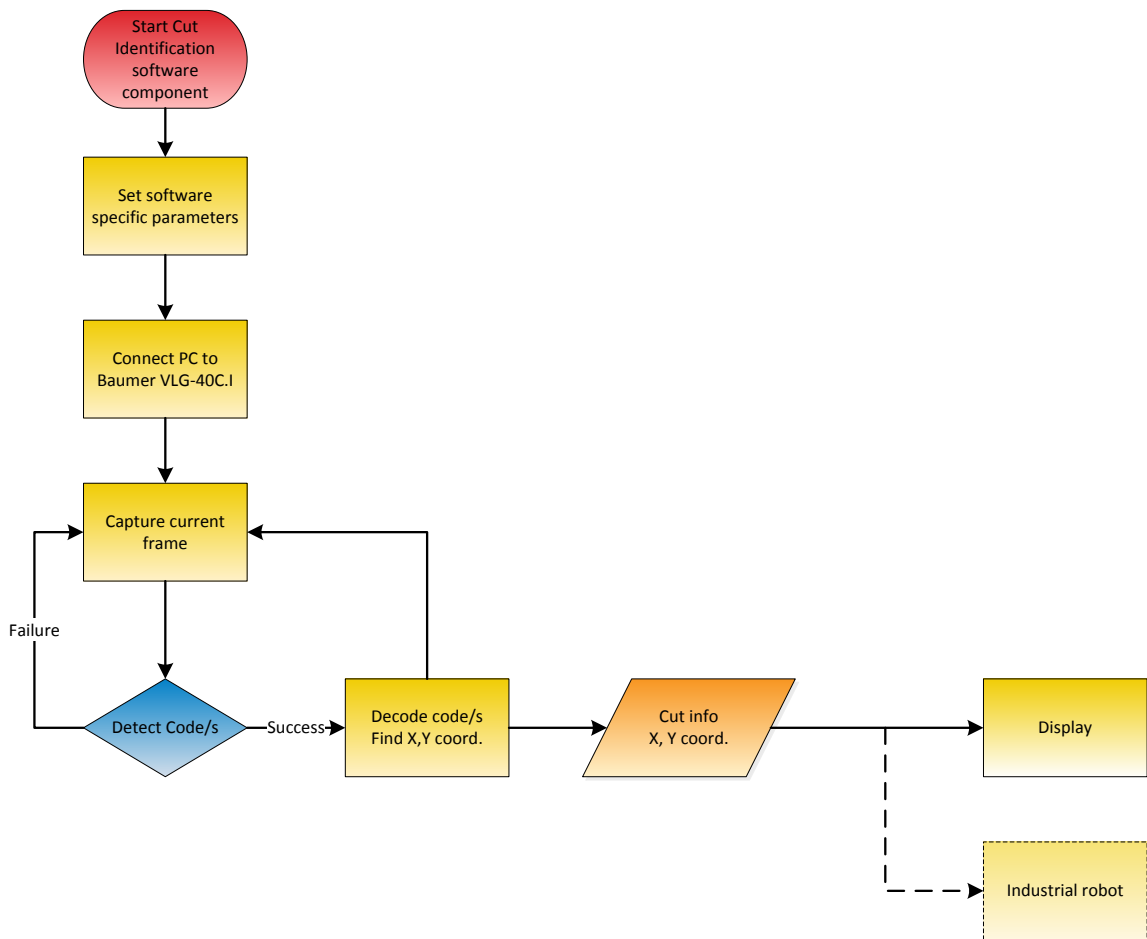 Start Cut
Identification
software
component
Set software
specific parameters
Connect PC to
Baumer VLG-40C.I
Capture current
frame
Failure
Detect Code/s
Success
Decode code/s
Find X,Y coord.
Cut info
X, Y coord.
Display
Industrial robot